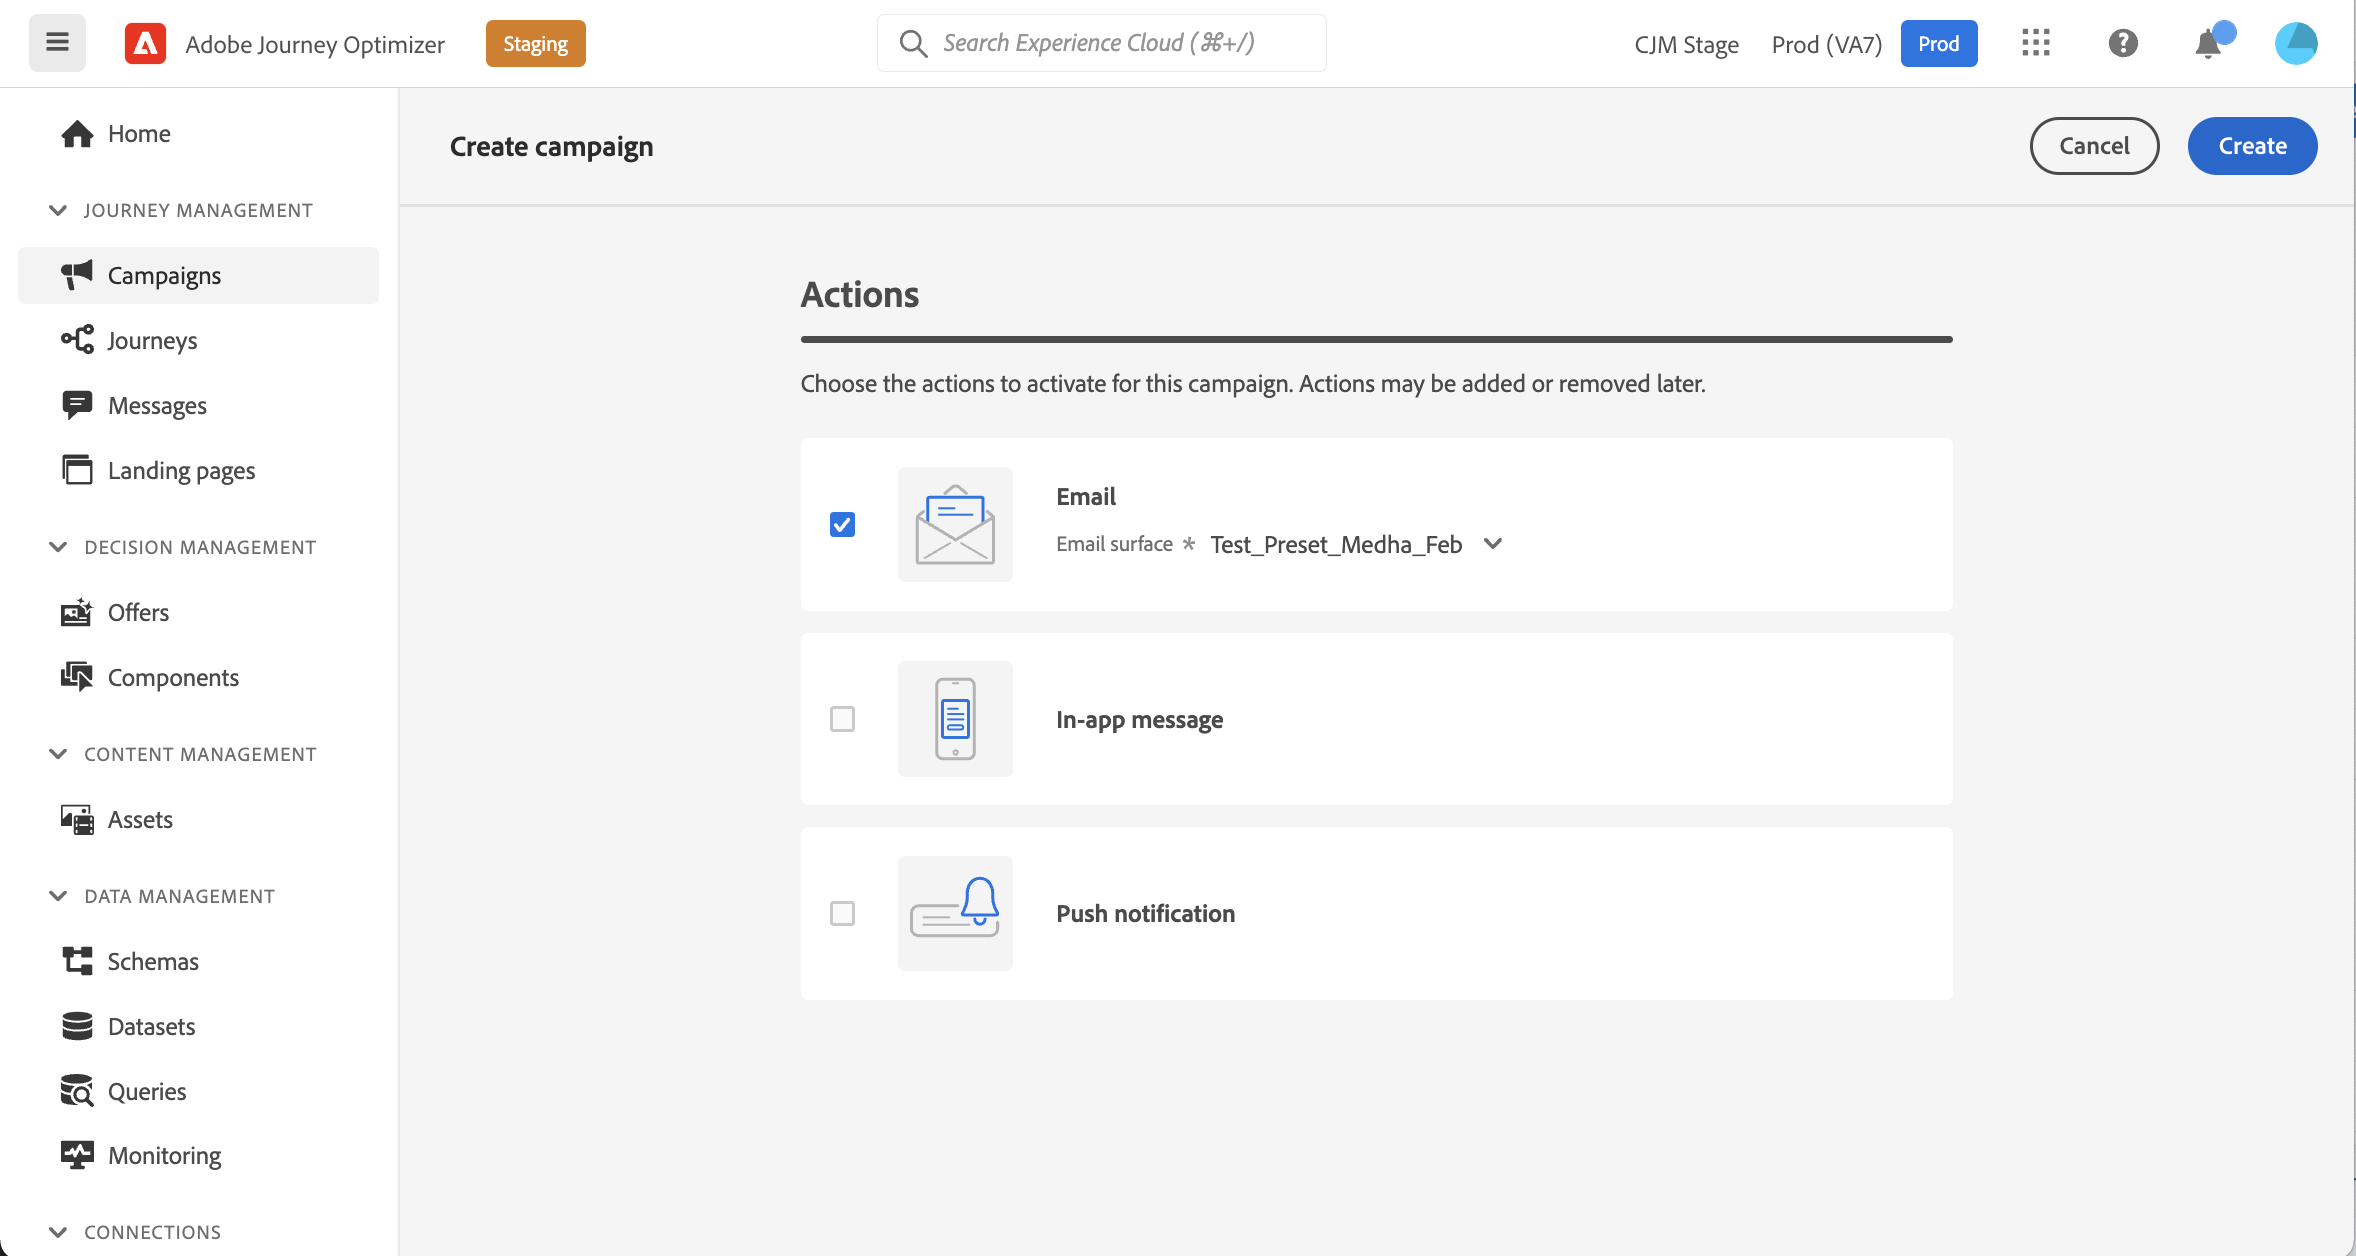 Adobe Journey Optimizer
Staging
Search Experience Cloud (⌘+/)
CJM Stage
Prod (VA7)
Prod
Home
JOURNEY MANAGEMENT
Campaigns
Journeys
Messages
Landing pages
DECISION MANAGEMENT
Offers
Components
CONTENT MANAGEMENT
Assets
DATA MANAGEMENT
Schemas
Datasets
Queries
Monitoring
CONNECTIONS
Create campaign
Cancel
Create
Actions
Choose the actions to activate for this campaign. Actions may be added or removed later.
Email
Email surface * Test_Preset_Medha_Feb
In-app message
Push notification